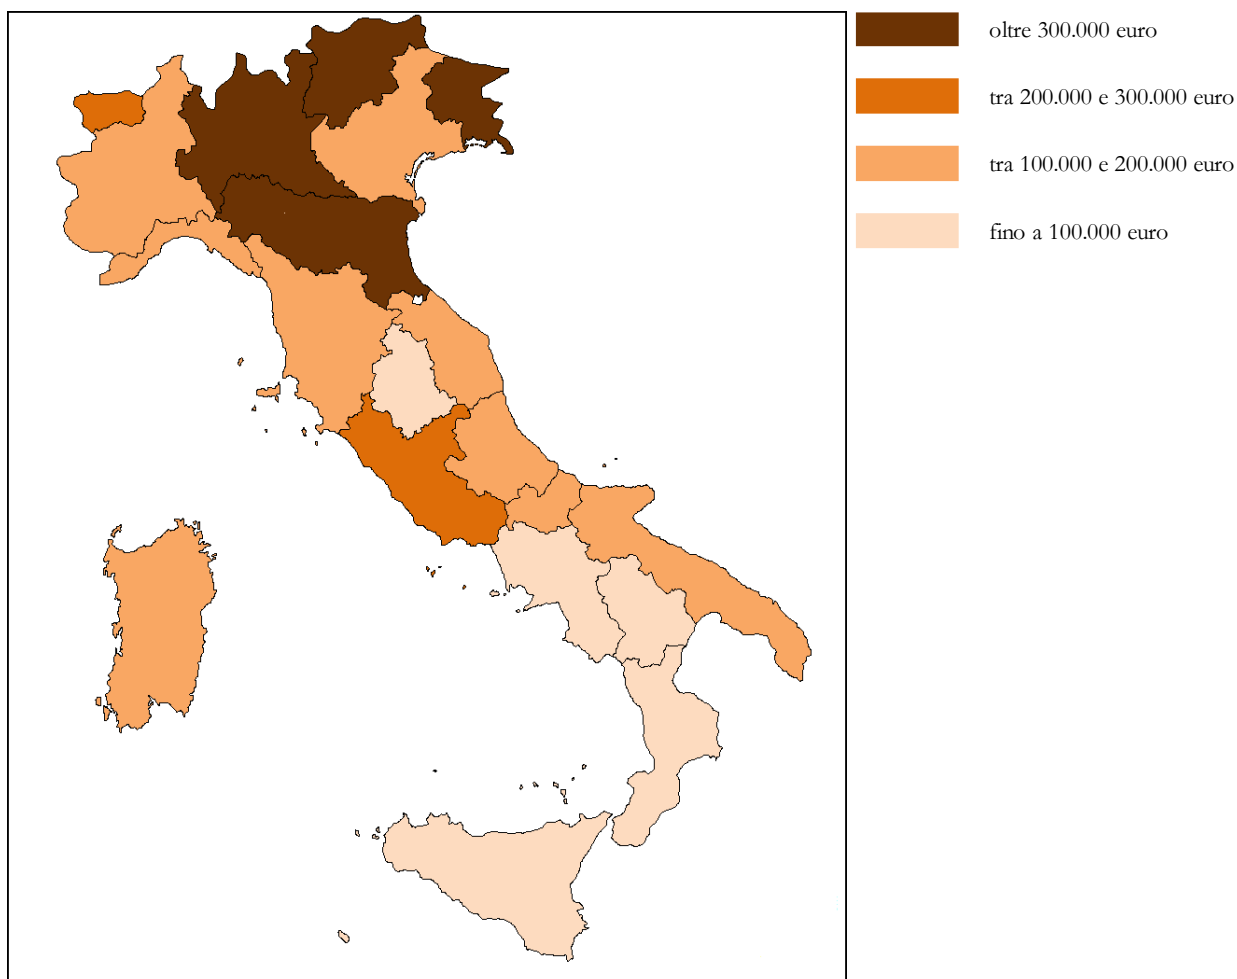 oltre 300.000 euro
tra 200.000 e 300.000 euro
tra 100.000 e 200.000 euro
fino a 100.000 euro